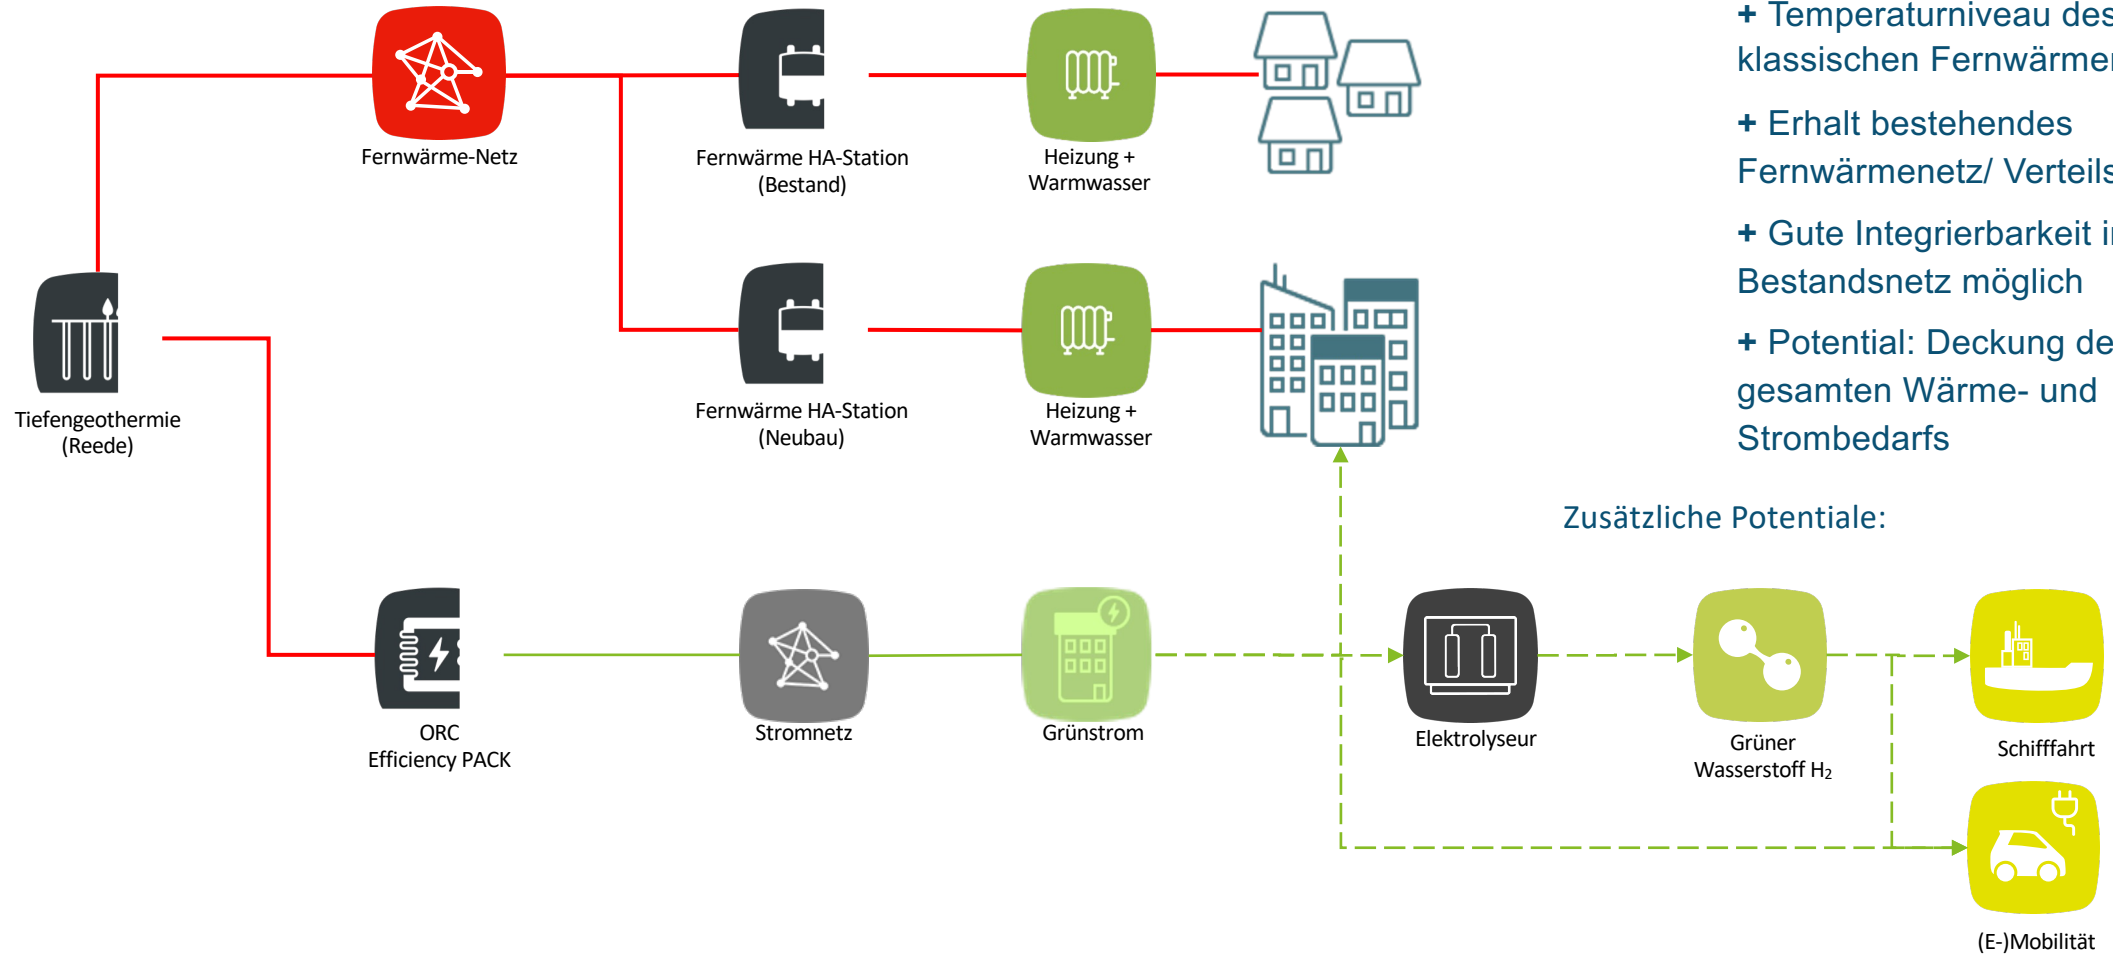 + Temperaturniveau des
klassischen Fernwärme
+ Erhalt bestehendes
Fernwärmenetz/ Verteils
+ Gute Integrierbarkeit i
Bestandsnetz möglich
+ Potential: Deckung de
gesamten Wärme- und
Strombedarfs
Fernwärme-Netz
Fernwärme HA-Station
(Bestand)
Heizung +
Warmwasser
Tiefengeothermie
(Reede)
Fernwärme HA-Station
(Neubau)
Heizung +
Warmwasser
Zusätzliche Potentiale:
ORC
Efficiency PACK
Stromnetz
Grünstrom
Elektrolyseur
Grüner
Wasserstoff H₂
Schifffahrt
(E-)Mobilität